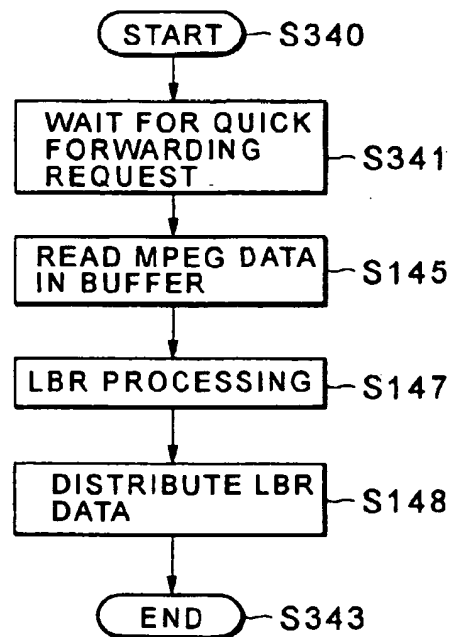 START
S340
WAIT FOR QUICK
FORWARDING
REQUEST
S341
READ MPEG DATA
IN BUFFER
S145
LBR PROCESSING
S147
DISTRIBUTE LBR
DATA
S148
END
S343